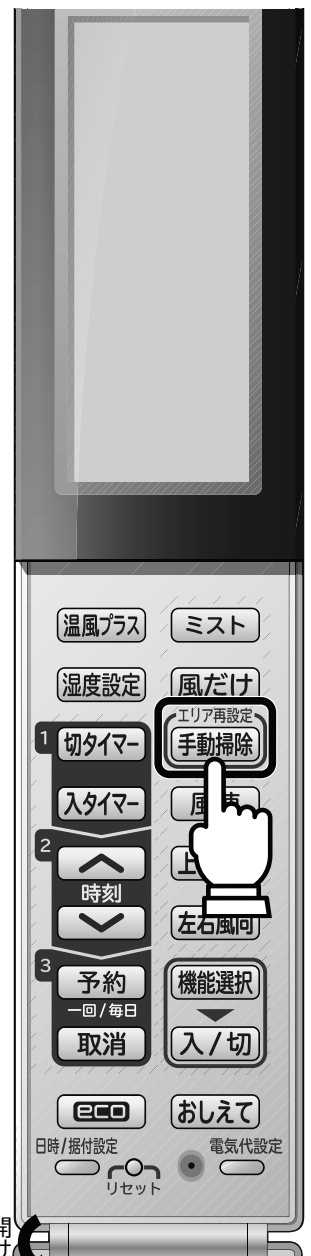 温風プラス ミスト
湿度設定 風だけ
エリア再設定
1 切タイマー 手動掃除
入タイマー 風速
2
時刻
左右風向
3 予約 機能選択
一回/毎日
取消 入/切
eco おしえて
日時/据付設定 電気代設定
リセット
開
け